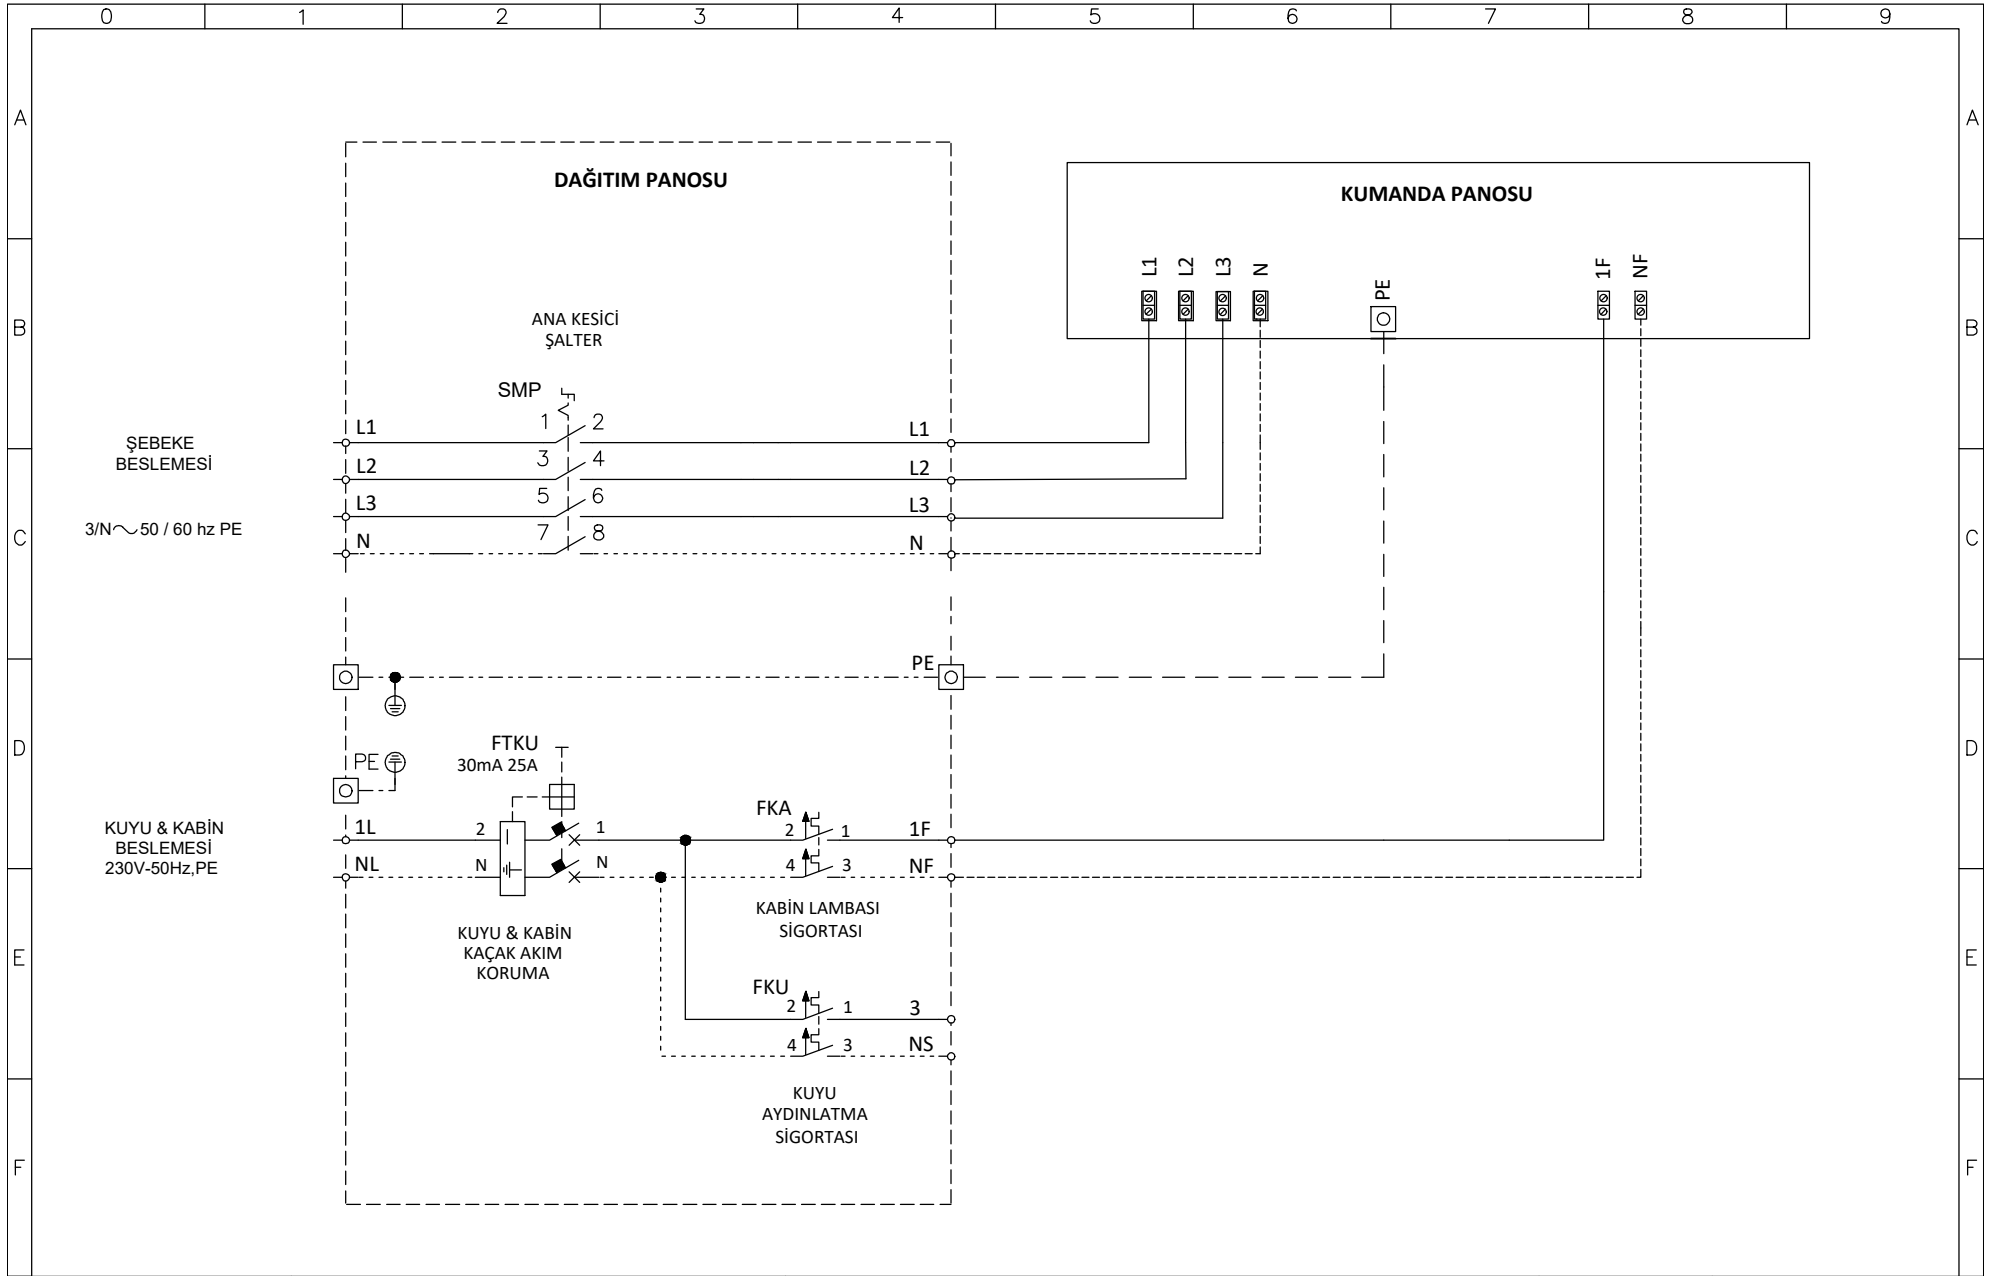 0 1 2 3 4 5 6 7 8 9
A A
DAĞITIM PANOSU
KUMANDA PANOSU
L1 L2 L3 N PE 1F NF
B B
ANA KESİCİ
ŞALTER
SMP
L1 1 2 L1
ŞEBEKE
BESLEMESİ
L2 3 4 L2
L3 5 6 L3
3/N 50 / 60 hz PE
N 7 8 N
C C
PE
D D
PE
FTKU
30mA 25A
KUYU & KABİN
BESLEMESİ
230V-50Hz,PE
1L 2 1
FKA
2 1 1F
NL N N
4 3 NF
KABİN LAMBASI
SİGORTASI
KUYU & KABİN
KAÇAK AKIM
KORUMA
E E
FKU
2 1 3
4 3 NS
KUYU
AYDINLATMA
SİGORTASI
F F